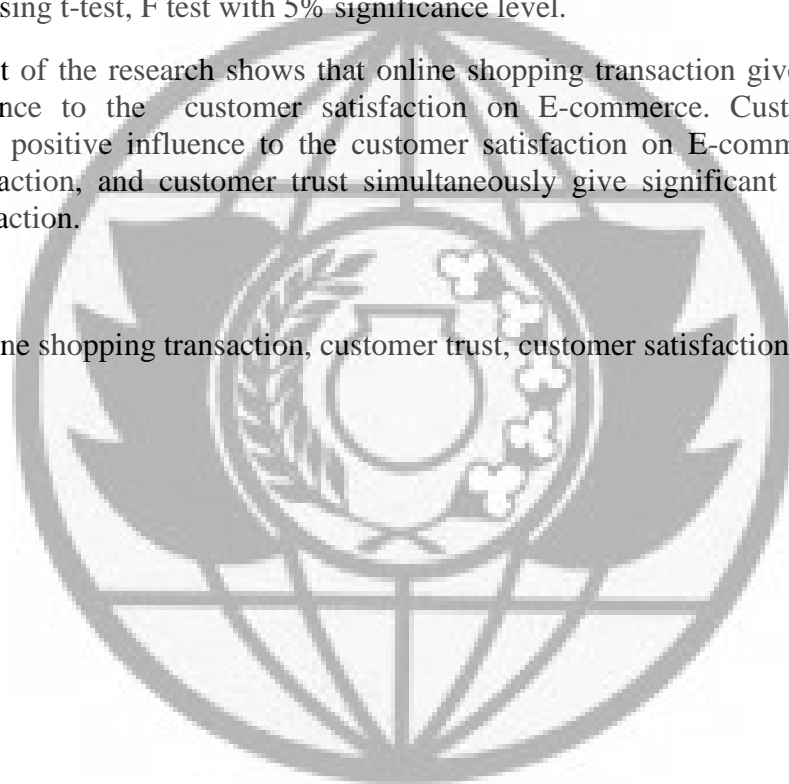 sing t-test, F test with 5% significance level.
t of the research shows that online shopping transaction give
nce to the customer satisfaction on E-commerce. Cust
positive influence to the customer satisfaction on E-comm
action, and customer trust simultaneously give significant
action.
ne shopping transaction, customer trust, customer satisfaction